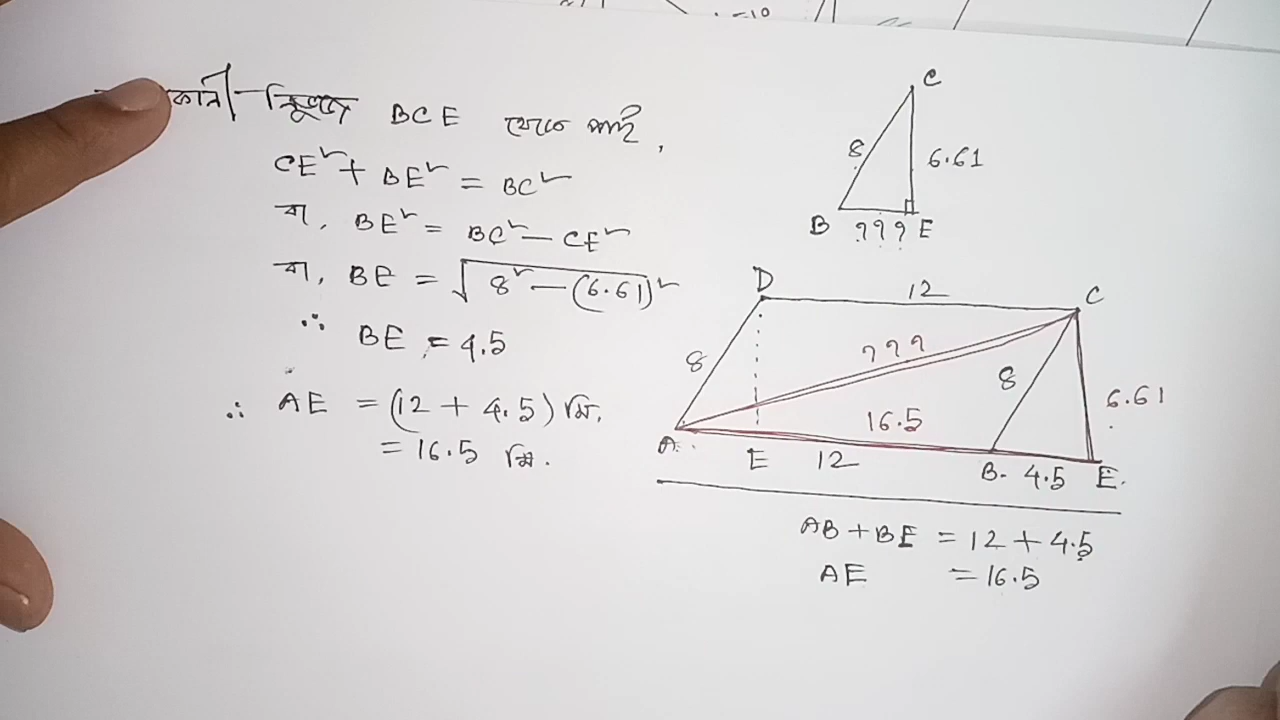 -10
ত্রিভুজ BCE থেকে পাই,
CE² + BE² = BC²
বা, BE² = BC² - CE²
বা, BE = √8² - (6.61)²
∴ BE = 4.5
∴ AE = (12 + 4.5) মি.
= 16.5 মি.
C
8
6.61
B ??? E
D
12
C
8
???
8
6.61
16.5
A
E
12
B
4.5
E
AB + BE = 12 + 4.5
AE = 16.5